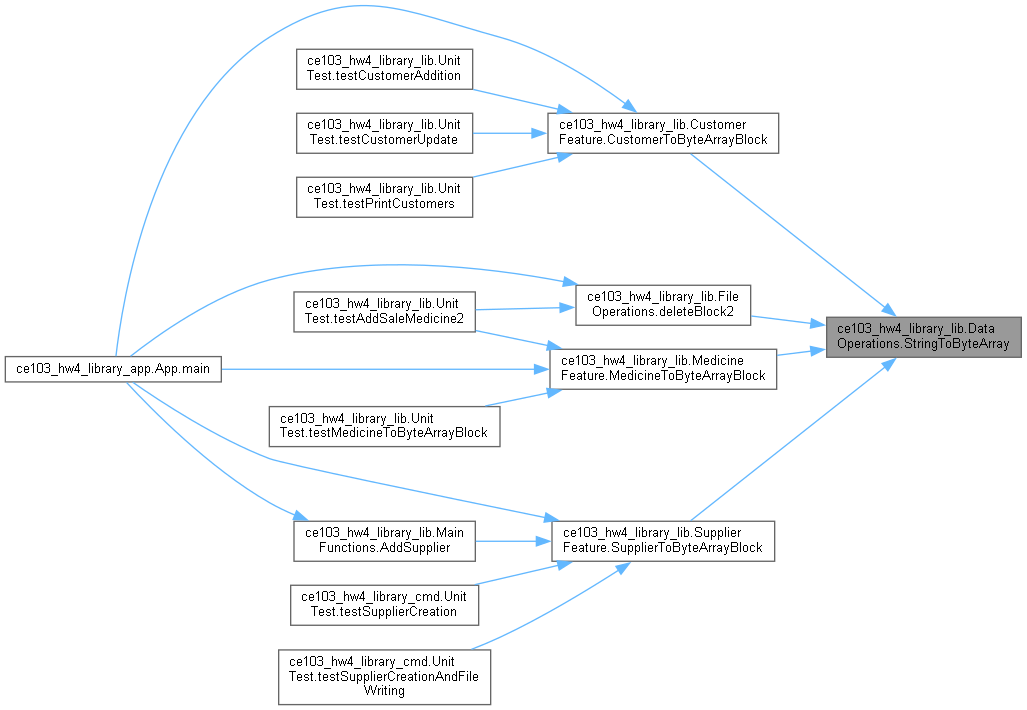 ce103_hw4_library_lib.Unit
Test.testCustomerAddition
ce103_hw4_library_lib.Customer
Feature.CustomerToByteArrayBlock
ce103_hw4_library_lib.Unit
Test.testCustomerUpdate
ce103_hw4_library_lib.Unit
Test.testPrintCustomers
ce103_hw4_library_lib.File
Operations.deleteBlock2
ce103_hw4_library_lib.Unit
Test.testAddSaleMedicine2
ce103_hw4_library_lib.Data
Operations.StringToByteArray
ce103_hw4_library_app.App.main
ce103_hw4_library_lib.Medicine
Feature.MedicineToByteArrayBlock
ce103_hw4_library_lib.Unit
Test.testMedicineToByteArrayBlock
ce103_hw4_library_lib.Main
Functions.AddSupplier
ce103_hw4_library_lib.Supplier
Feature.SupplierToByteArrayBlock
ce103_hw4_library_cmd.Unit
Test.testSupplierCreation
ce103_hw4_library_cmd.Unit
Test.testSupplierCreationAndFile
Writing